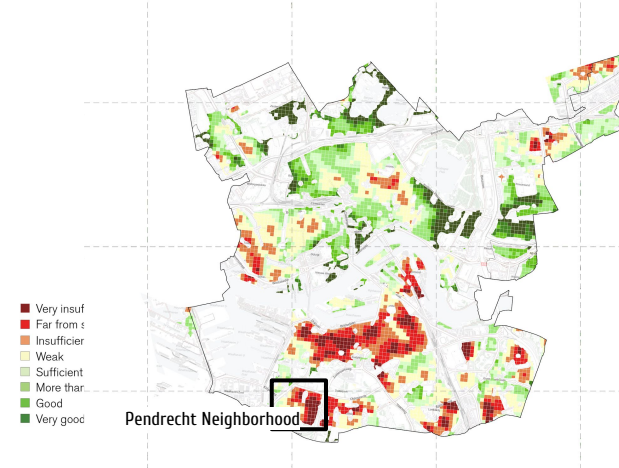 Very insuf
Far from s
Insufficier
Weak
Sufficient
More thar
Good
Very good
Pendrecht Neighborhood